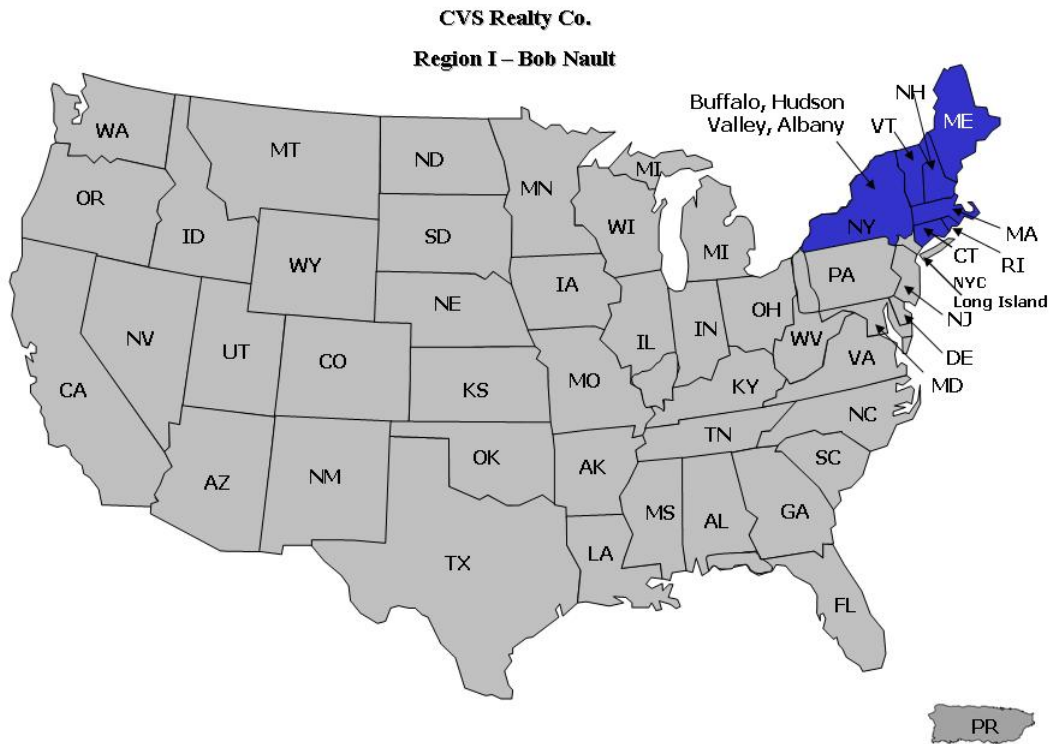 CVS Realty Co.
Region I – Bob Nault
Buffalo, Hudson
Valley, Albany
NH
VT
ME
WA
MT
ND
MN
MI
OR
ID
SD
WI
NY
MA
WY
MI
CT
RI
IA
PA
NYC
Long Island
NE
NV
OH
NJ
UT
IL
IN
WV
CO
VA
DE
CA
KS
MO
KY
MD
NC
TN
OK
AK
SC
AZ
NM
MS
AL
GA
LA
TX
FL
PR